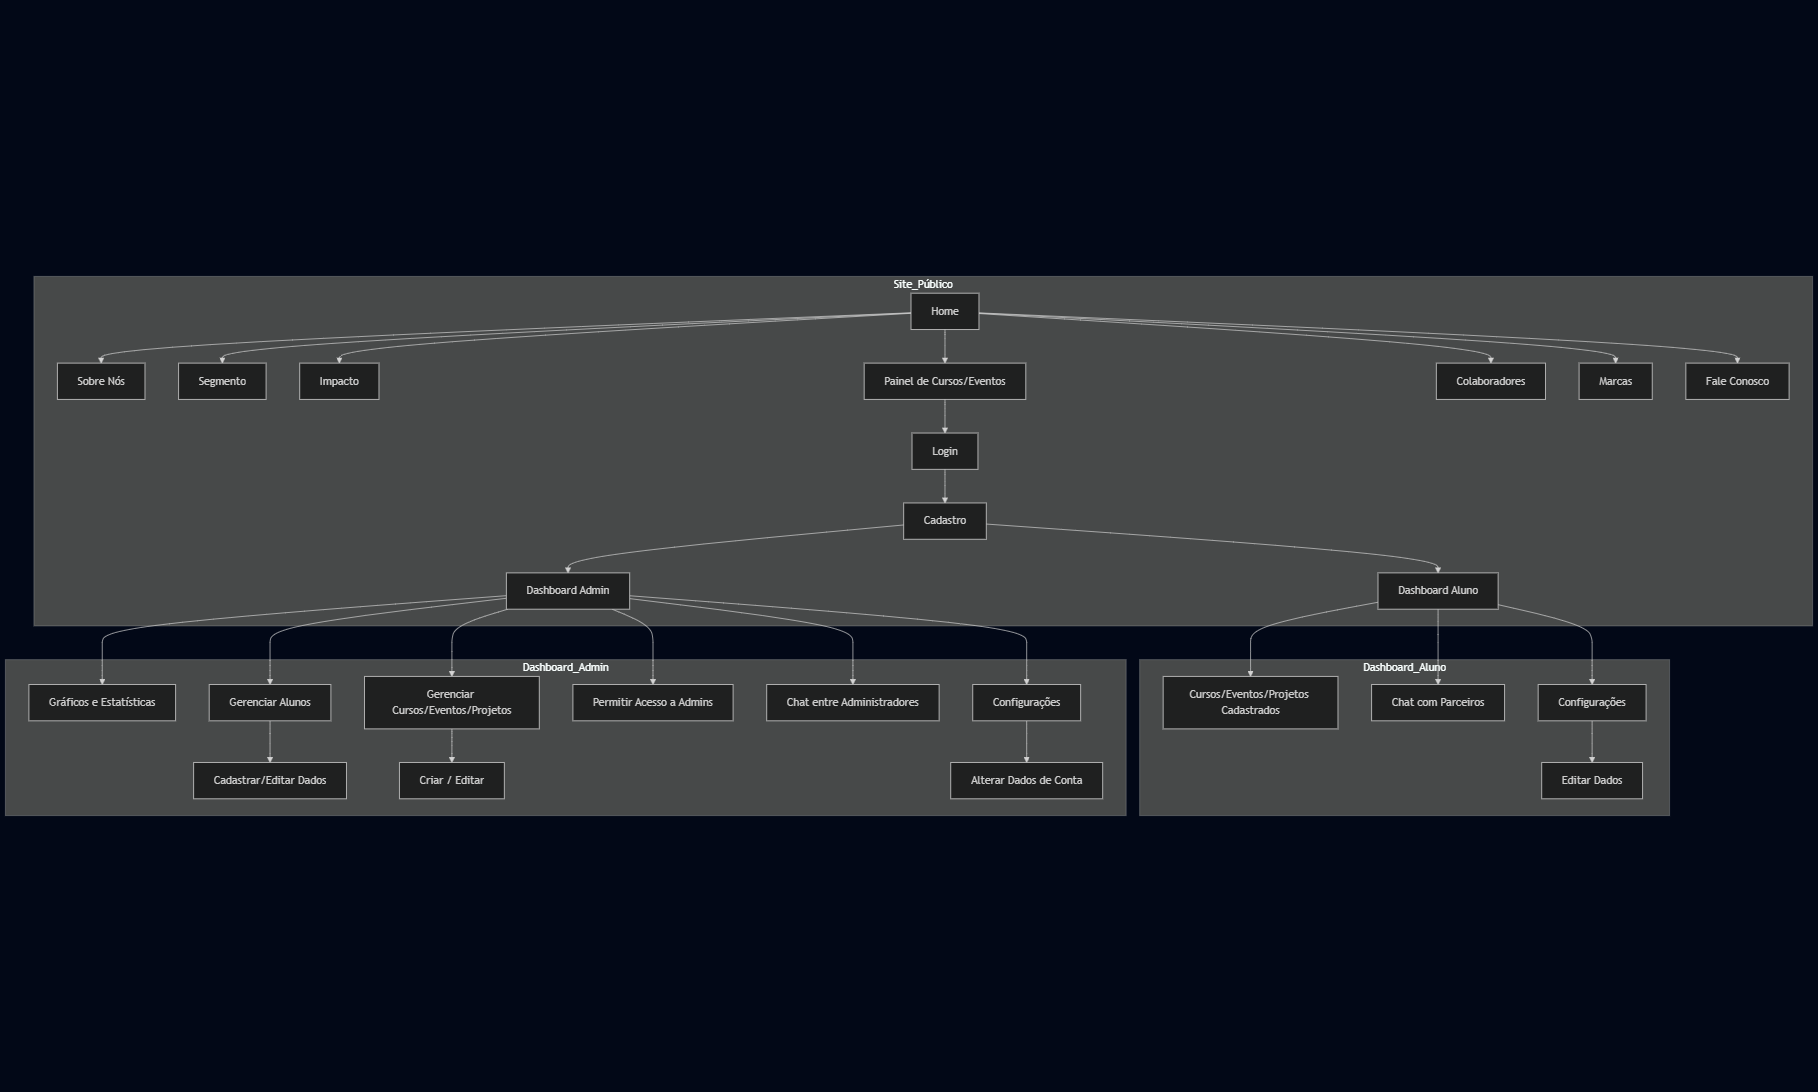 Site_Público
Home
Sobre Nós
Segmento
Impacto
Painel de Cursos/Eventos
Colaboradores
Marcas
Fale Conosco
Login
Cadastro
Dashboard Admin
Dashboard Aluno
Dashboard_Admin
Gráficos e Estatísticas
Gerenciar Alunos
Gerenciar
Cursos/Eventos/Projetos
Permitir Acesso a Admins
Chat entre Administradores
Configurações
Cadastrar/Editar Dados
Criar / Editar
Alterar Dados de Conta
Dashboard_Aluno
Cursos/Eventos/Projetos
Cadastrados
Chat com Parceiros
Configurações
Editar Dados